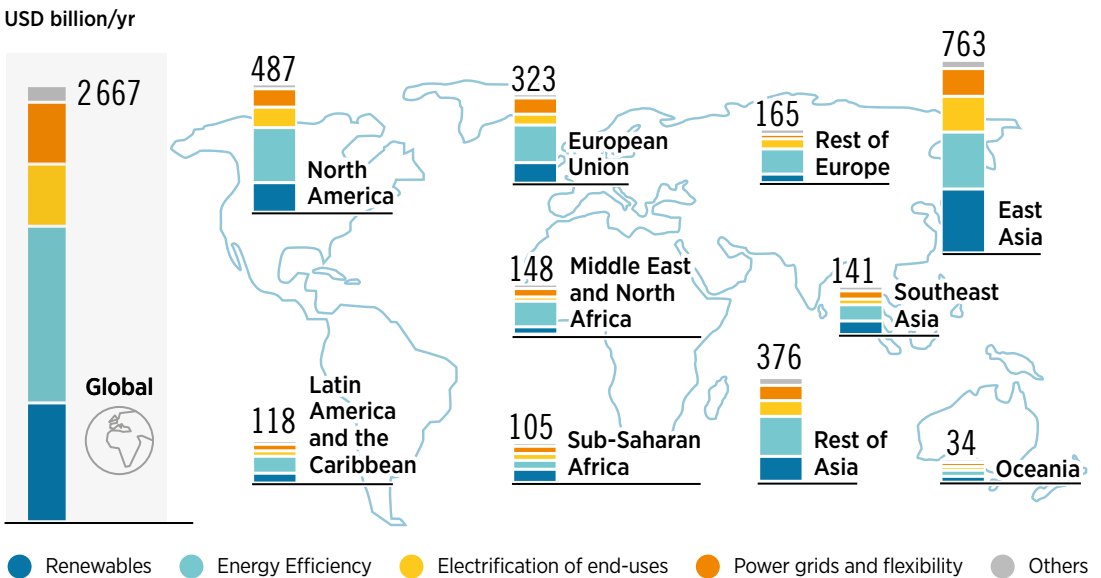 USD billion/yr
2 667
Global
487
North
America
323
European
Union
165
Rest of
Europe
763
East
Asia
148
Middle East
and North
Africa
141
Southeast
Asia
118
Latin
America
and the
Caribbean
105
Sub-Saharan
Africa
376
Rest of
Asia
34
Oceania
Renewables
Energy Efficiency
Electrification of end-uses
Power grids and flexibility
Others